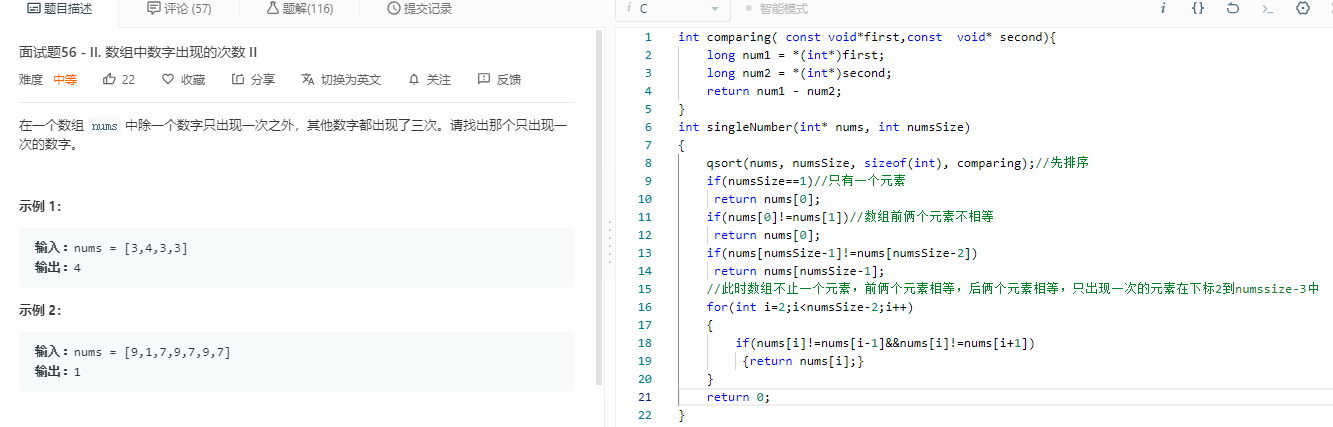 题目描述 评论 (57) 题解(116) 提交记录
面试题56 - II. 数组中数字出现的次数 II
难度 中等 22 收藏 分享 切换为英文 关注 反馈
在一个数组 nums 中除一个数字只出现一次之外，其他数字都出现了三次。请找出那个只出现一
次的数字。
示例 1：
输入：nums = [3,4,3,3]
输出：4
示例 2：
输入：nums = [9,1,7,9,7,9,7]
输出：1
i C 智能模式 i {} >_
1 int comparing( const void*first,const  void* second){
2     long num1 = *(int*)first;
3     long num2 = *(int*)second;
4     return num1 - num2;
5 }
6 int singleNumber(int* nums, int numsSize)
7 {
8     qsort(nums, numsSize, sizeof(int), comparing);//先排序
9     if(numsSize==1)//只有一个元素
10      return nums[0];
11     if(nums[0]!=nums[1])//数组前俩个元素不相等
12      return nums[0];
13     if(nums[numsSize-1]!=nums[numsSize-2])
14      return nums[numsSize-1];
15     //此时数组不止一个元素，前俩个元素相等，后俩个元素相等，只出现一次的元素在下标2到numssize-3中
16     for(int i=2;i<numsSize-2;i++)
17     {
18         if(nums[i]!=nums[i-1]&&nums[i]!=nums[i+1])
19          {return nums[i];}
20     }
21     return 0;
22 }